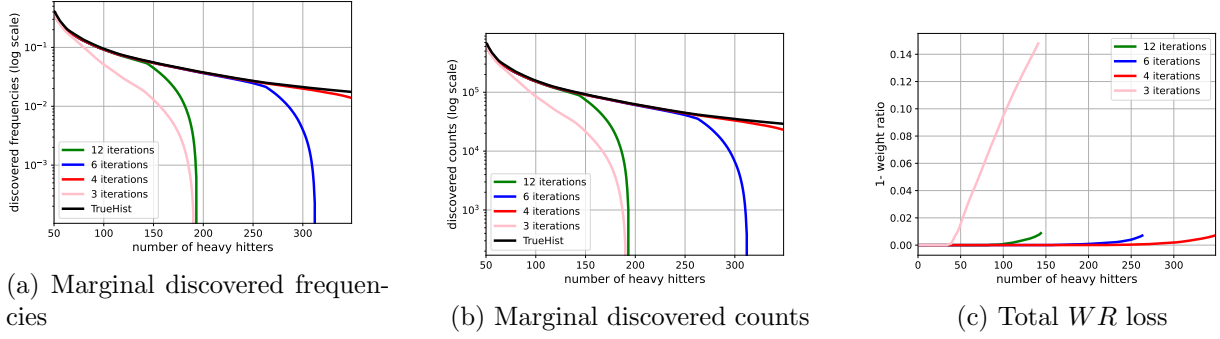 discovered frequencies (log scale)
10⁻¹
10⁻²
10⁻³
12 iterations
6 iterations
4 iterations
3 iterations
TrueHist
50 100 150 200 250 300
number of heavy hitters
(a) Marginal discovered frequen-
cies
discovered counts (log scale)
10⁵
10⁴
10³
12 iterations
6 iterations
4 iterations
3 iterations
TrueHist
50 100 150 200 250 300
number of heavy hitters
(b) Marginal discovered counts
1- weight ratio
0.14
0.12
0.10
0.08
0.06
0.04
0.02
0.00
12 iterations
6 iterations
4 iterations
3 iterations
0 50 100 150 200 250 300
number of heavy hitters
(c) Total WR loss